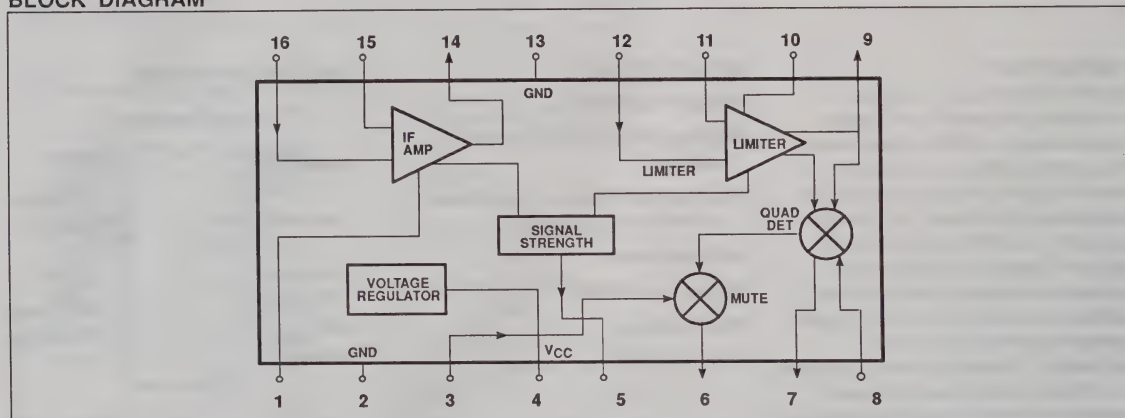 BLOCK DIAGRAM
16 15 14 13 12 11 10 9
GND
IF
AMP
LIMITER
LIMITER
SIGNAL
STRENGTH
QUAD
DET
VOLTAGE
REGULATOR
MUTE
GND
VCC
1 2 3 4 5 6 7 8